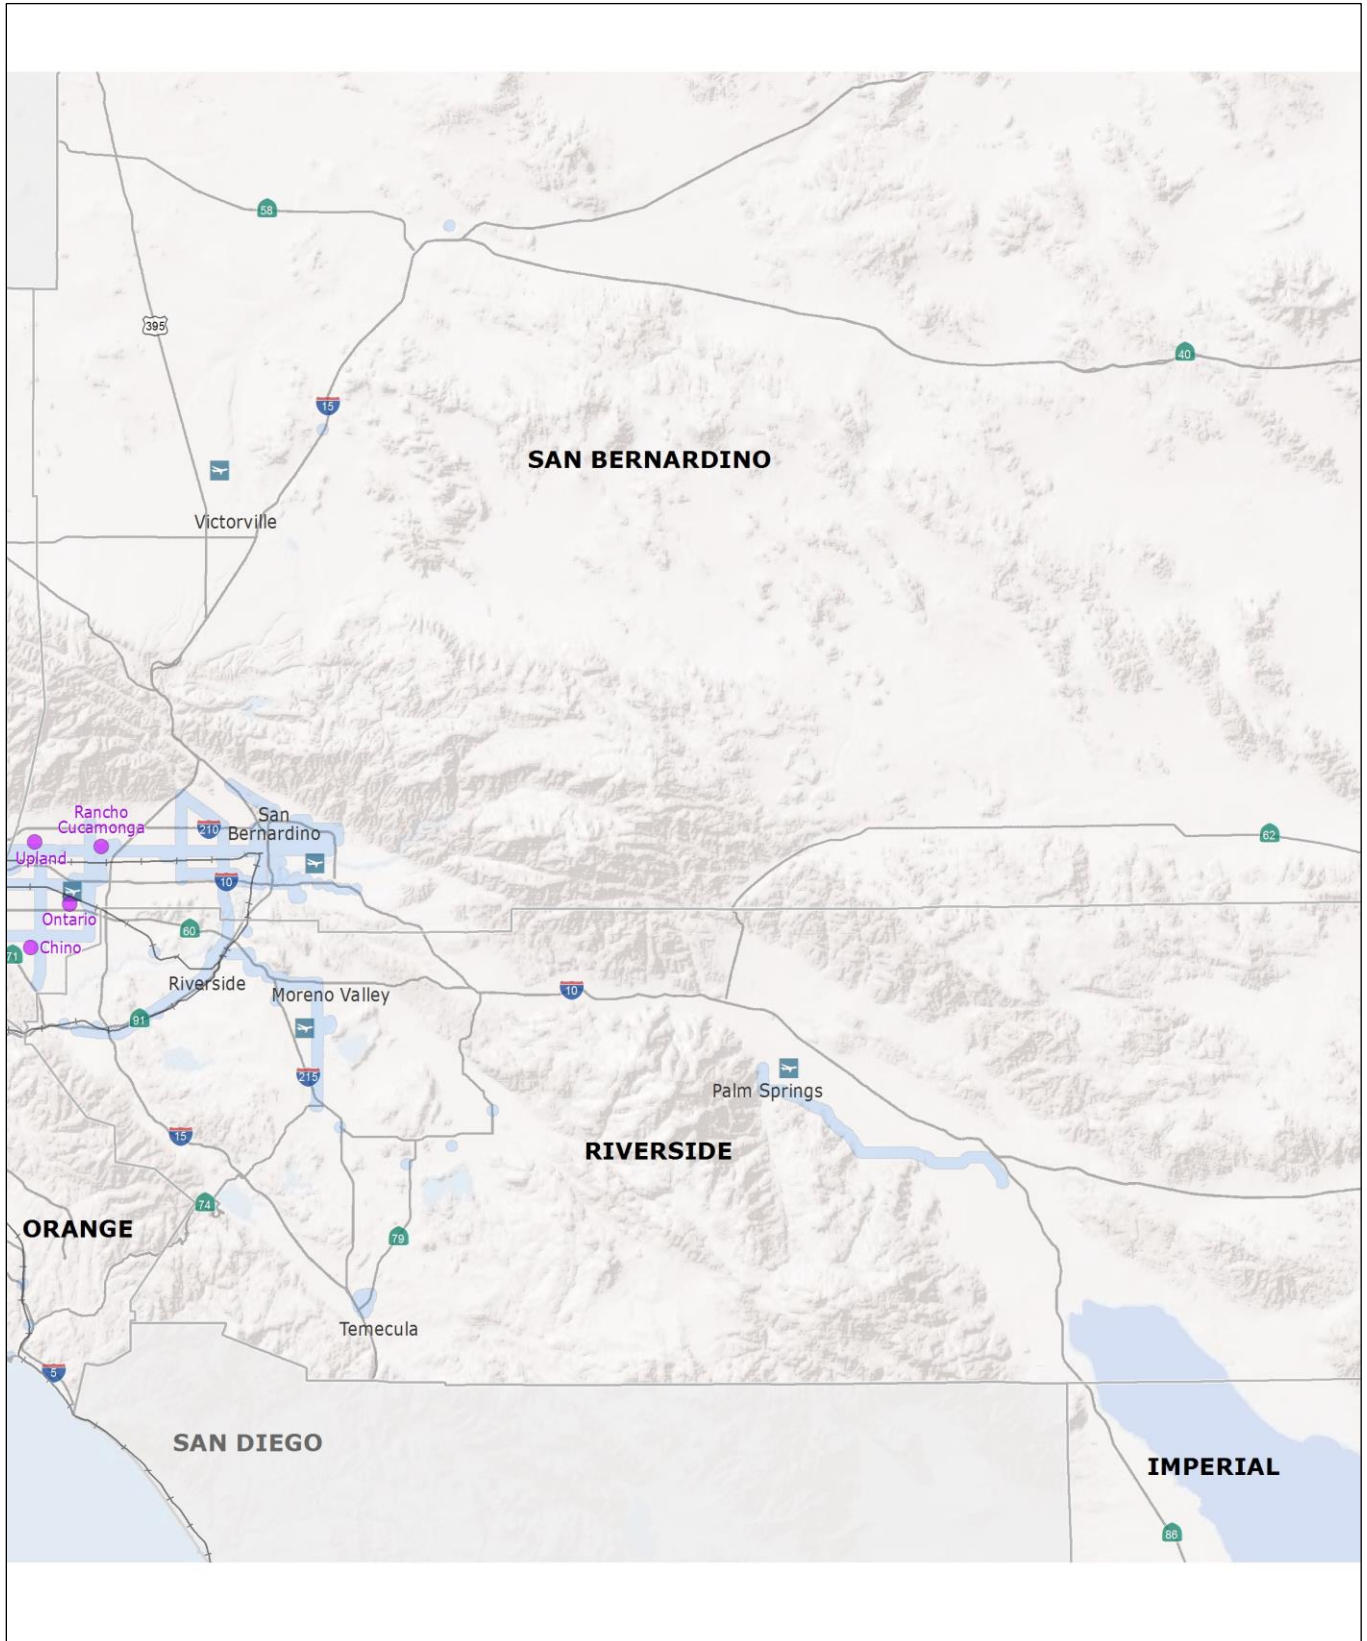 58
395
40
15
SAN BERNARDINO
Victorville
Rancho
Cucamonga
San
Bernardino
210
62
Upland
10
Ontario
60
Chino
71
Riverside
Moreno Valley
10
91
215
Palm Springs
15
RIVERSIDE
74
ORANGE
79
Temecula
5
SAN DIEGO
IMPERIAL
86